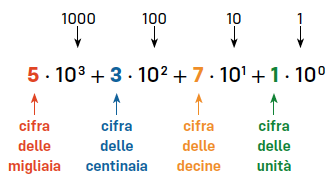 1000 100 10 1
5 · 10³ + 3 · 10² + 7 · 10¹ + 1 · 10⁰
cifra cifra cifra cifra
delle delle delle delle
migliaia centinaia decine unità